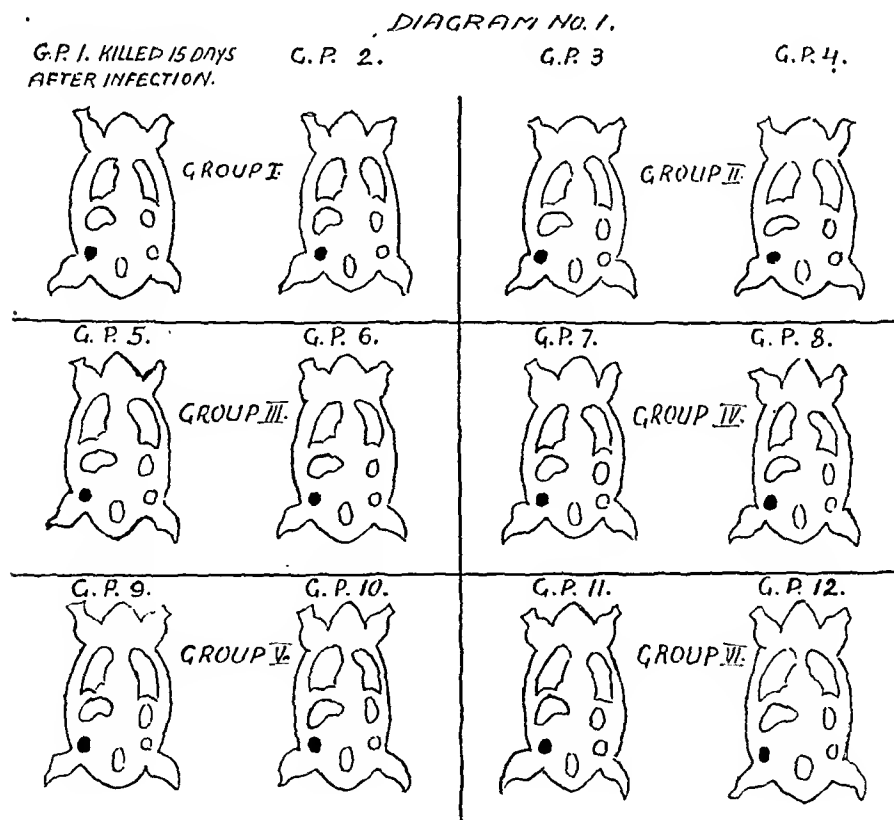 DIAGRAM NO. 1.
G.P. 1. KILLED 15 DAYS
AFTER INFECTION.
G. P. 2.
G. P. 3
G. P. 4.
GROUP I.
GROUP II.
G. P. 5.
G. P. 6.
G. P. 7.
G. P. 8.
GROUP III.
GROUP IV.
G. P. 9.
G. P. 10.
G. P. 11.
G. P. 12.
GROUP V.
GROUP VI.